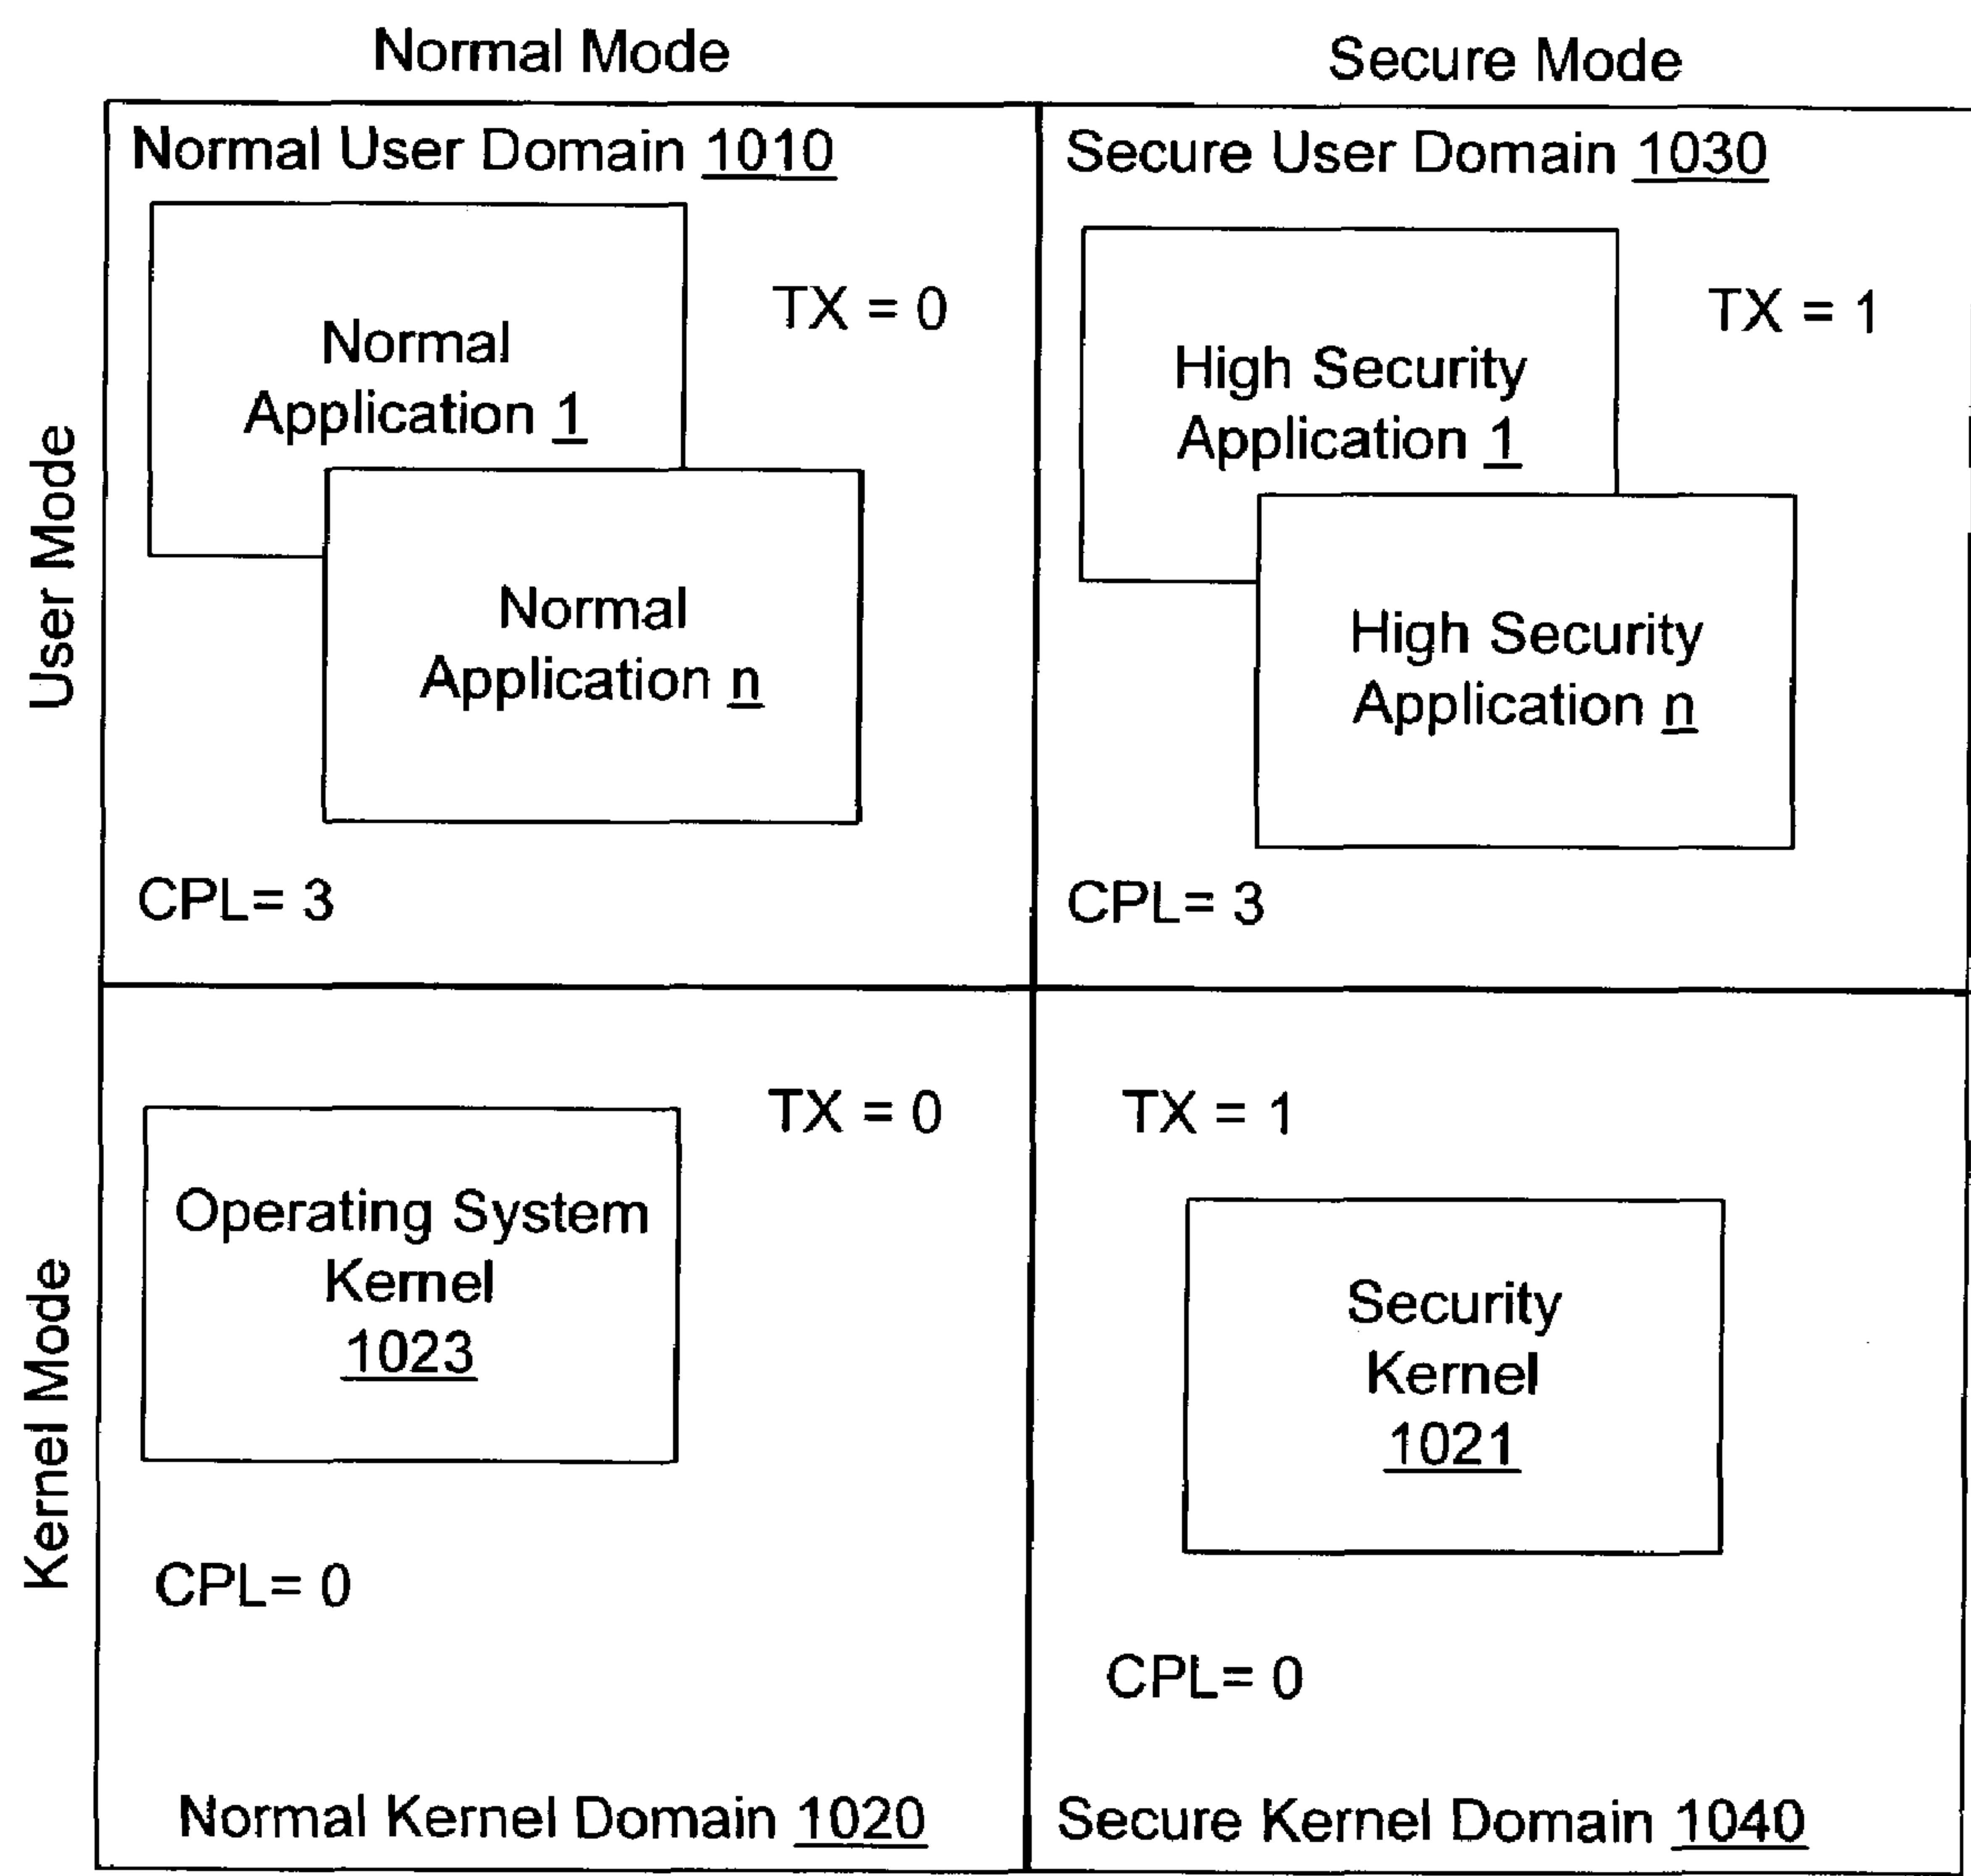 Normal Mode
Secure Mode
User Mode
Normal User Domain 1010
TX = 0
Normal
Application 1
Normal
Application n
CPL= 3
Secure User Domain 1030
TX = 1
High Security
Application 1
High Security
Application n
CPL= 3
Kernel Mode
TX = 0
Operating System
Kernel
1023
CPL= 0
Normal Kernel Domain 1020
TX = 1
Security
Kernel
1021
CPL= 0
Secure Kernel Domain 1040